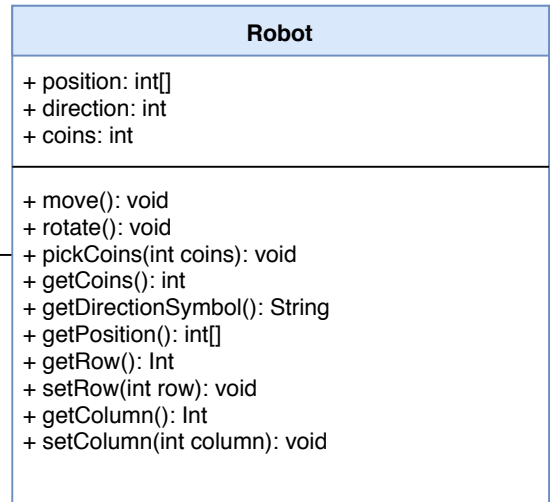 Robot
+ position: int[]
+ direction: int
+ coins: int
+ move(): void
+ rotate(): void
+ pickCoins(int coins): void
+ getCoins(): int
+ getDirectionSymbol(): String
+ getPosition(): int[]
+ getRow(): Int
+ setRow(int row): void
+ getColumn(): Int
+ setColumn(int column): void